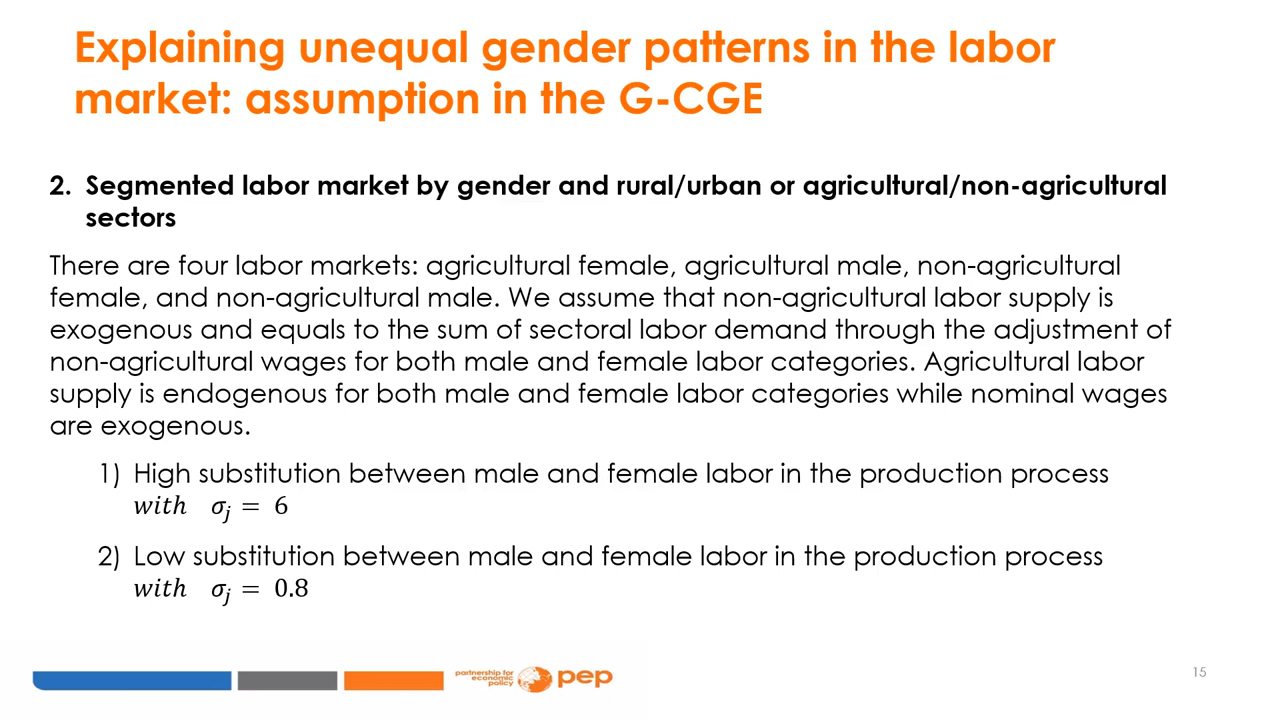 Explaining unequal gender patterns in the labor
market: assumption in the G-CGE
2. Segmented labor market by gender and rural/urban or agricultural/non-agricultural
sectors
There are four labor markets: agricultural female, agricultural male, non-agricultural
female, and non-agricultural male. We assume that non-agricultural labor supply is
exogenous and equals to the sum of sectoral labor demand through the adjustment of
non-agricultural wages for both male and female labor categories. Agricultural labor
supply is endogenous for both male and female labor categories while nominal wages
are exogenous.
1) High substitution between male and female labor in the production process
with σj = 6
2) Low substitution between male and female labor in the production process
with σj = 0.8
partnership for
economic
policy
pep
15